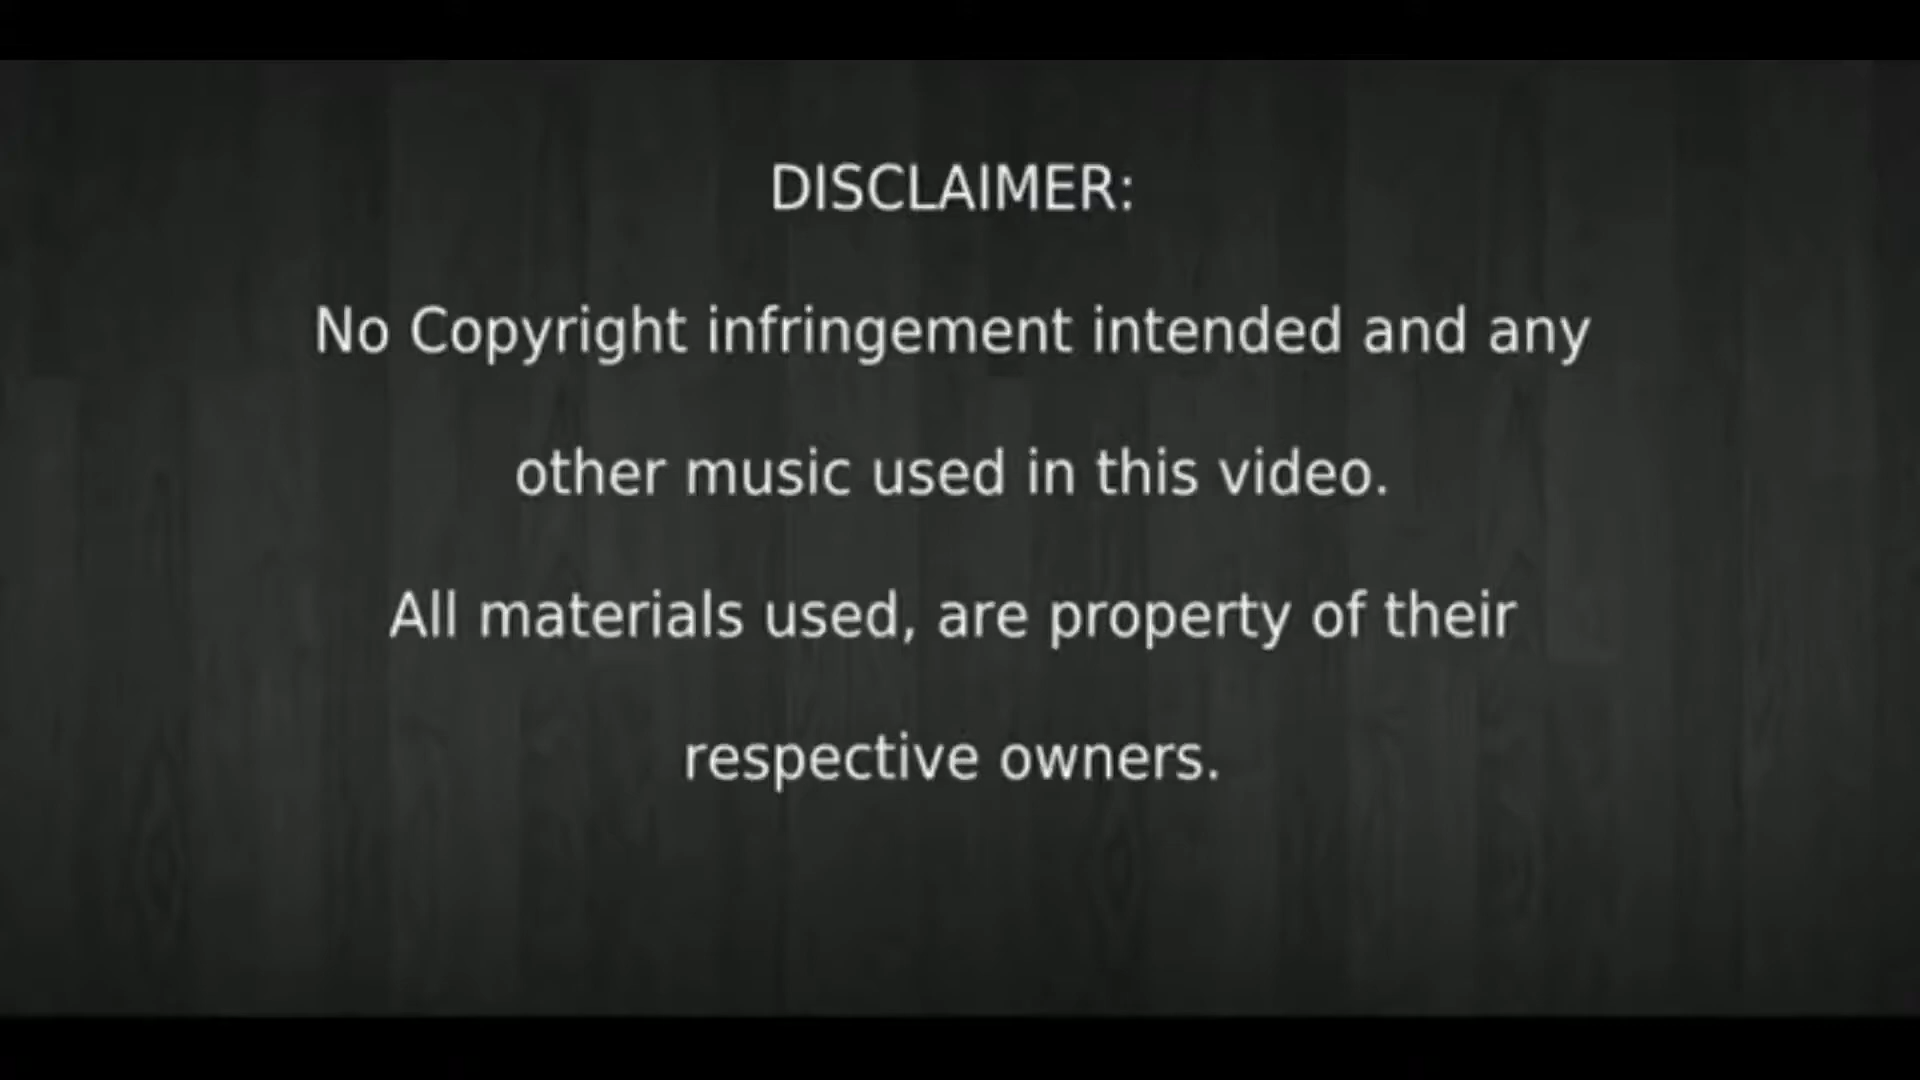 DISCLAIMER:
No Copyright infringement intended and any
other music used in this video.
All materials used, are property of their
respective owners.